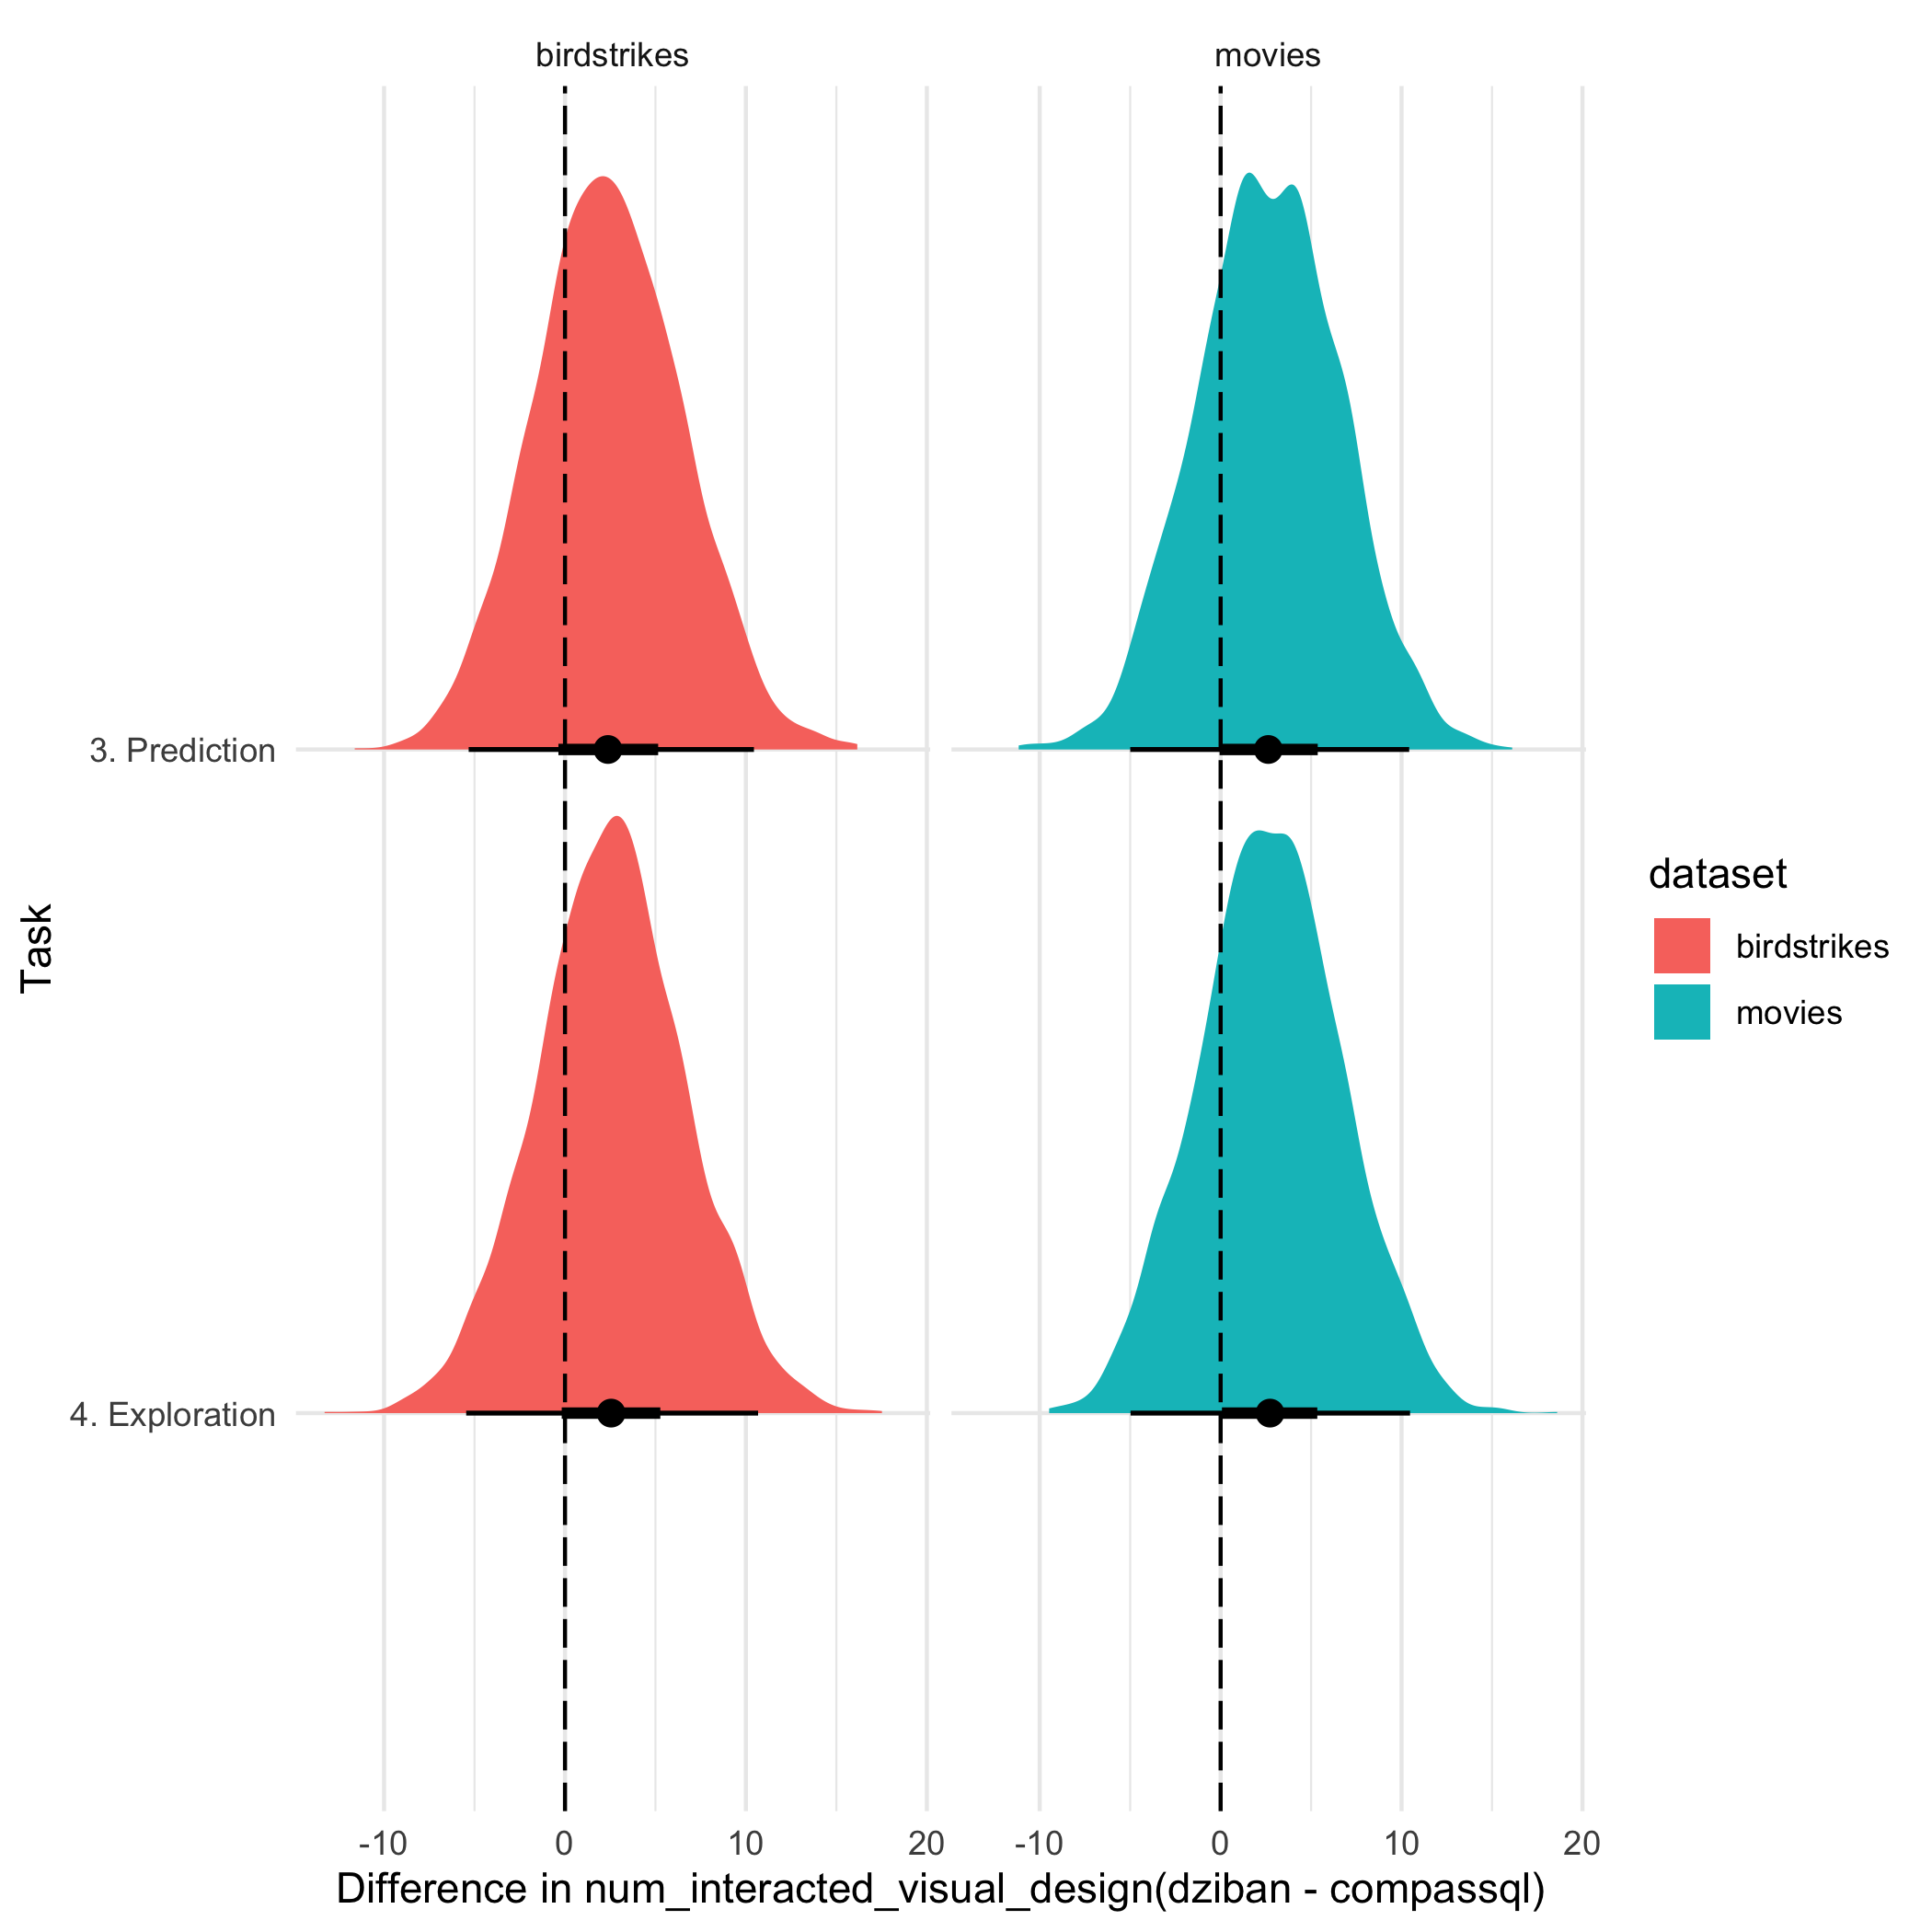 birdstrikes
movies
Task
3. Prediction
4. Exploration
-10 0 10 20 -10 0 10 20
Difference in num_interacted_visual_design(dziban - compassql)
dataset
birdstrikes
movies